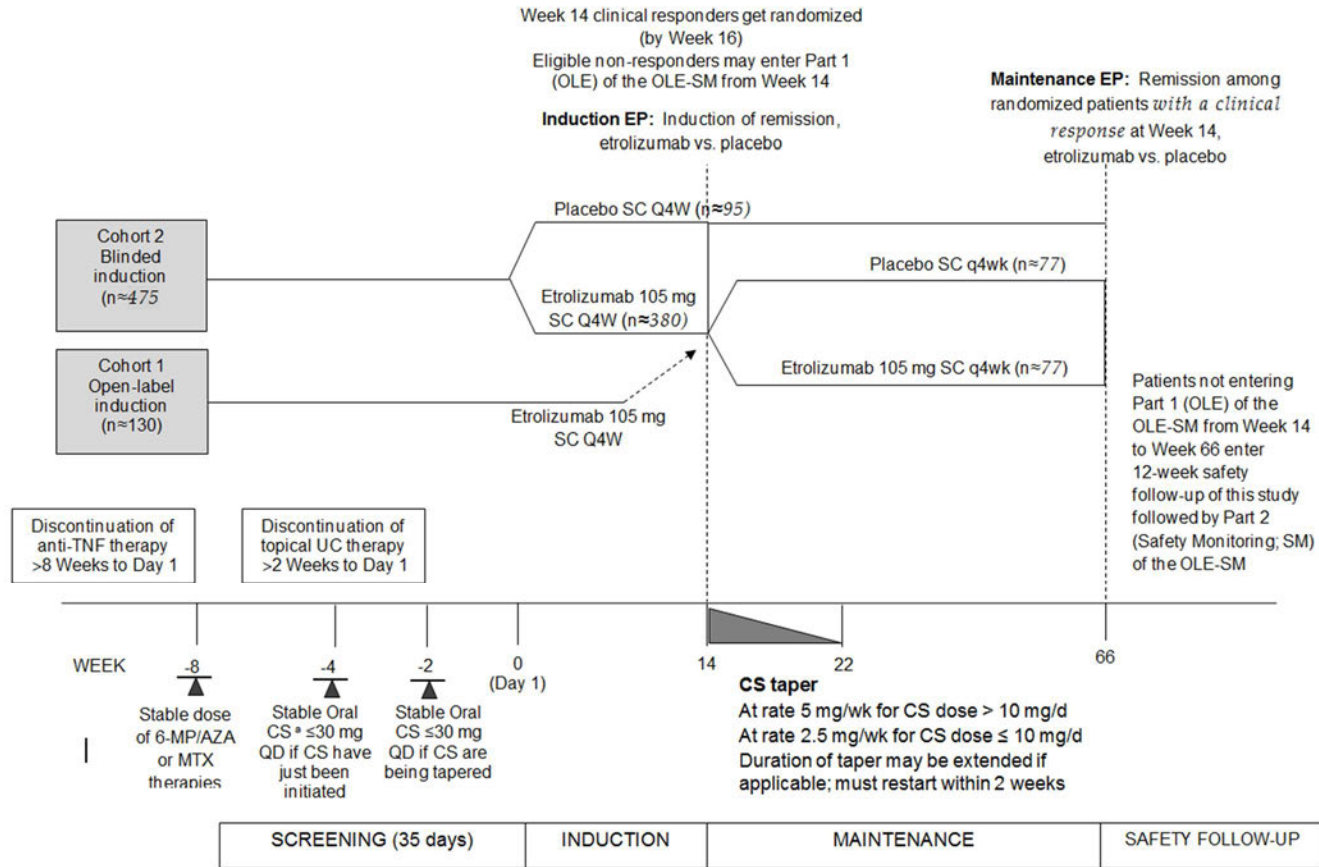 Week 14 clinical responders get randomized
(by Week 16)
Eligible non-responders may enter Part 1
(OLE) of the OLE-SM from Week 14
Induction EP: Induction of remission,
etrolizumab vs. placebo
Maintenance EP: Remission among
randomized patients with a clinical
response at Week 14,
etrolizumab vs. placebo
Cohort 2
Blinded
induction
(n≈475
Placebo SC Q4W (n≈95)
Etrolizumab 105 mg
SC Q4W (n≈380)
Placebo SC q4wk (n≈77)
Etrolizumab 105 mg SC q4wk (n≈77)
Cohort 1
Open-label
induction
(n≈130)
Etrolizumab 105 mg
SC Q4W
Patients not entering
Part 1 (OLE) of the
OLE-SM from Week 14
to Week 66 enter
12-week safety
follow-up of this study
followed by Part 2
(Safety Monitoring; SM)
of the OLE-SM
Discontinuation of
anti-TNF therapy
>8 Weeks to Day 1
Discontinuation of
topical UC therapy
>2 Weeks to Day 1
WEEK -8 -4 -2 0 14 22 66
(Day 1)
Stable dose
of 6-MP/AZA
or MTX
therapies
Stable Oral
CS ª ≤30 mg
QD if CS have
just been
initiated
Stable Oral
CS ≤30 mg
QD if CS are
being tapered
CS taper
At rate 5 mg/wk for CS dose > 10 mg/d
At rate 2.5 mg/wk for CS dose ≤ 10 mg/d
Duration of taper may be extended if
applicable; must restart within 2 weeks
SCREENING (35 days) INDUCTION MAINTENANCE SAFETY FOLLOW-UP